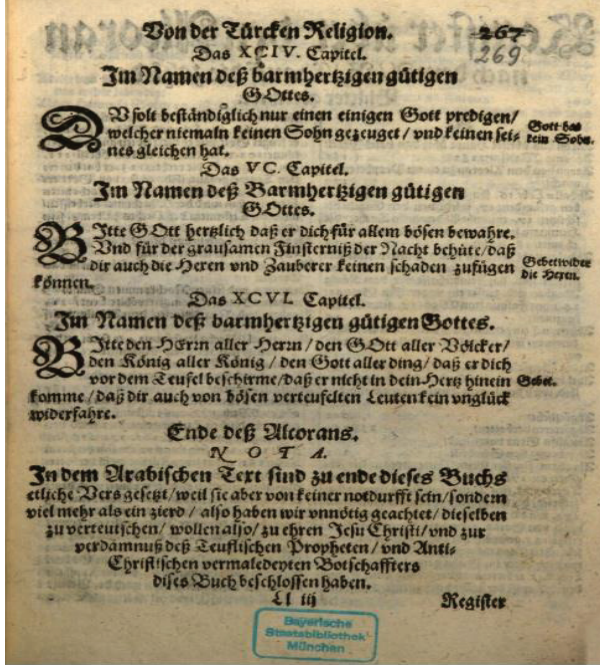 Von der Türcken Religion. 267
269
Das XCIV. Capitel.
Im Namen deß barmhertzigen gütigen
GOttes.
DV solt beständiglich nur einen einigen Gott predigen/
welcher niemaln keinen Sohn gezeuget / vnd keinen sei-
nes gleichen hat.
Gott hat
kein Sohn.
Das VC. Capitel.
Im Namen deß Barmhertzigen gütigen
GOttes.
BItte GOtt hertzlich daß er dich für allem bösen bewahre.
Vnd für der grausamen Finsterniß der Nacht behüte/daß
dir auch die Hexen vnd Zauberer keinen schaden zufügen
können.
Gebet wider
die Hexen.
Das XCVI. Capitel.
Im Namen deß barmhertzigen gütigen Gottes.
BItte den HErrn aller Herrn / den GOtt aller Völcker/
den König aller König / den Gott aller ding/ daß er dich
vor dem Teufel beschirme/daß er nicht in dein Hertz hinein
komme/daß dir auch von bösen verteufelten Leuten kein vnglück
widerfahre.
Gebet.
Ende deß Alcorans.
NOTA.
In dem Arabischen Text sind zu ende dieses Buchs
etliche Vers gesetzt/weil sie aber von keiner notdurfft sein/sondern
viel mehr als ein zierd / also haben wir vnnötig geachtet/dieselben
zu verteutschen/ wollen also/zu ehren Jesu Christi/vnd zur
verdamnuß deß Teuflischen Propheten/ vnd Anti-
Christischen vermaledeyten Botschaffters
dises Buch beschlossen haben.
Ll iij Register
Bayerische
Staatsbibliothek
München